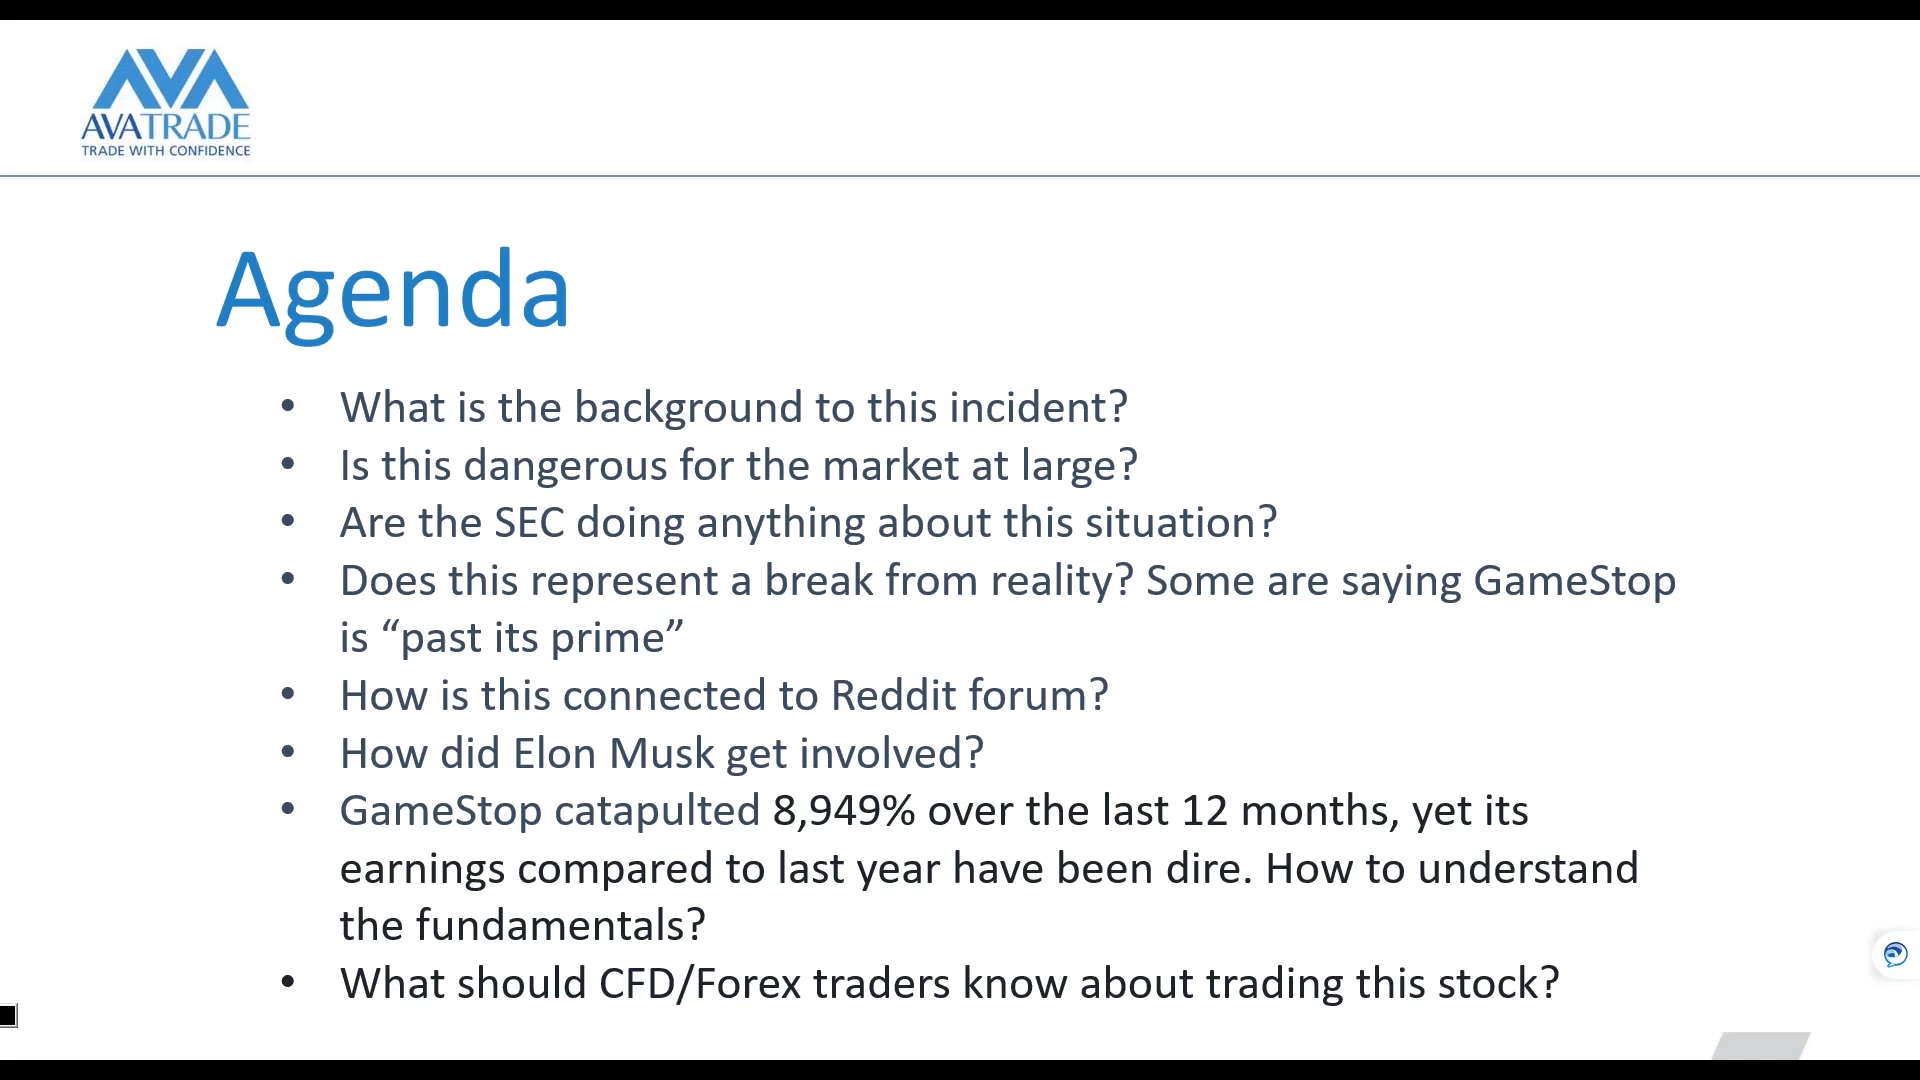 AVATRADE
TRADE WITH CONFIDENCE
Agenda
• What is the background to this incident?
• Is this dangerous for the market at large?
• Are the SEC doing anything about this situation?
• Does this represent a break from reality? Some are saying GameStop
is “past its prime”
• How is this connected to Reddit forum?
• How did Elon Musk get involved?
• GameStop catapulted 8,949% over the last 12 months, yet its
earnings compared to last year have been dire. How to understand
the fundamentals?
• What should CFD/Forex traders know about trading this stock?